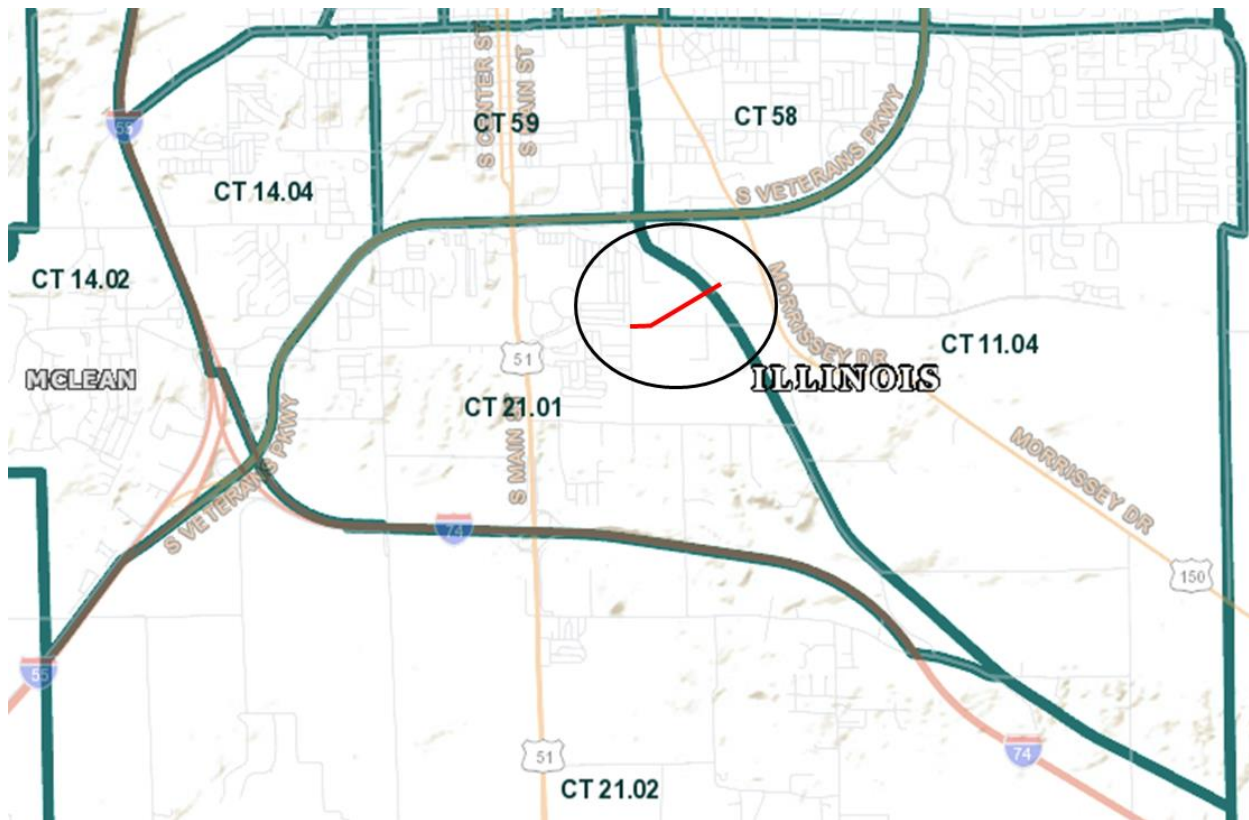 55
S CENTER ST
S MAIN ST
CT 59
CT 58
S VETERANS PKWY
CT 14.04
CT 14.02
MORRISSEY DR
CT 11.04
MCLEAN
51
ILLINOIS
CT 21.01
S VETERANS PKWY
S MAIN S
MORRISSEY DR
74
150
55
51
74
CT 21.02